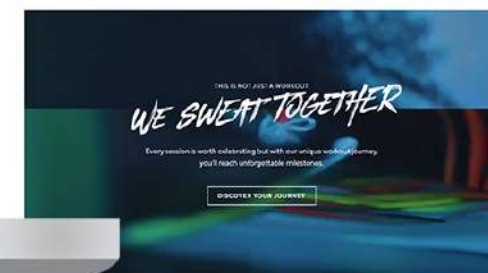 THIS IS NOT JUST A WORKOUT
WE SWEAT TOGETHER
Every session is worth celebrating but with our unique workout journey,
you'll reach unforgettable milestones.
DISCOVER YOUR JOURNEY